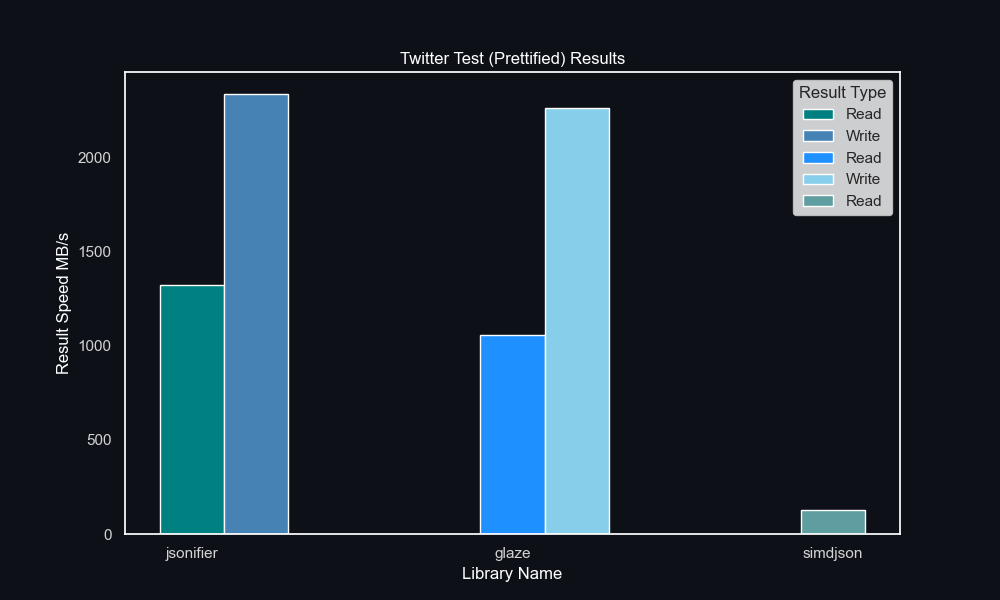 Twitter Test (Prettified) Results
Result Type
Read
Write
Read
Write
Read
2000
1500
1000
500
0
Result Speed MB/s
jsonifier
glaze
simdjson
Library Name